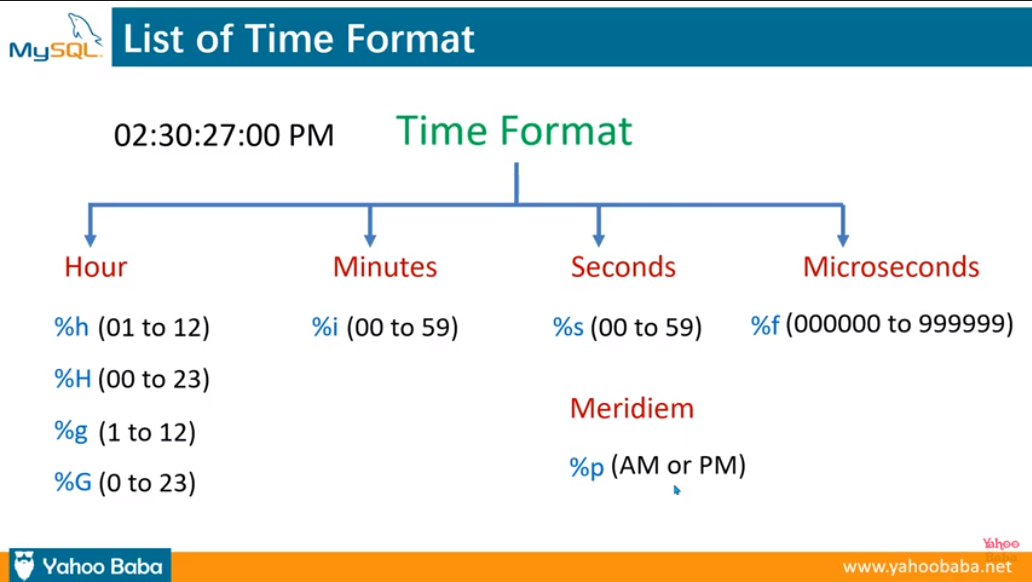 MySQL
List of Time Format
02:30:27:00 PM
Time Format
Hour
%h (01 to 12)
%H (00 to 23)
%g (1 to 12)
%G (0 to 23)
Minutes
%i (00 to 59)
Seconds
%s (00 to 59)
Meridiem
%p (AM or PM)
Microseconds
%f (000000 to 999999)
Yahoo
Baba
Yahoo Baba
www.yahoobaba.net